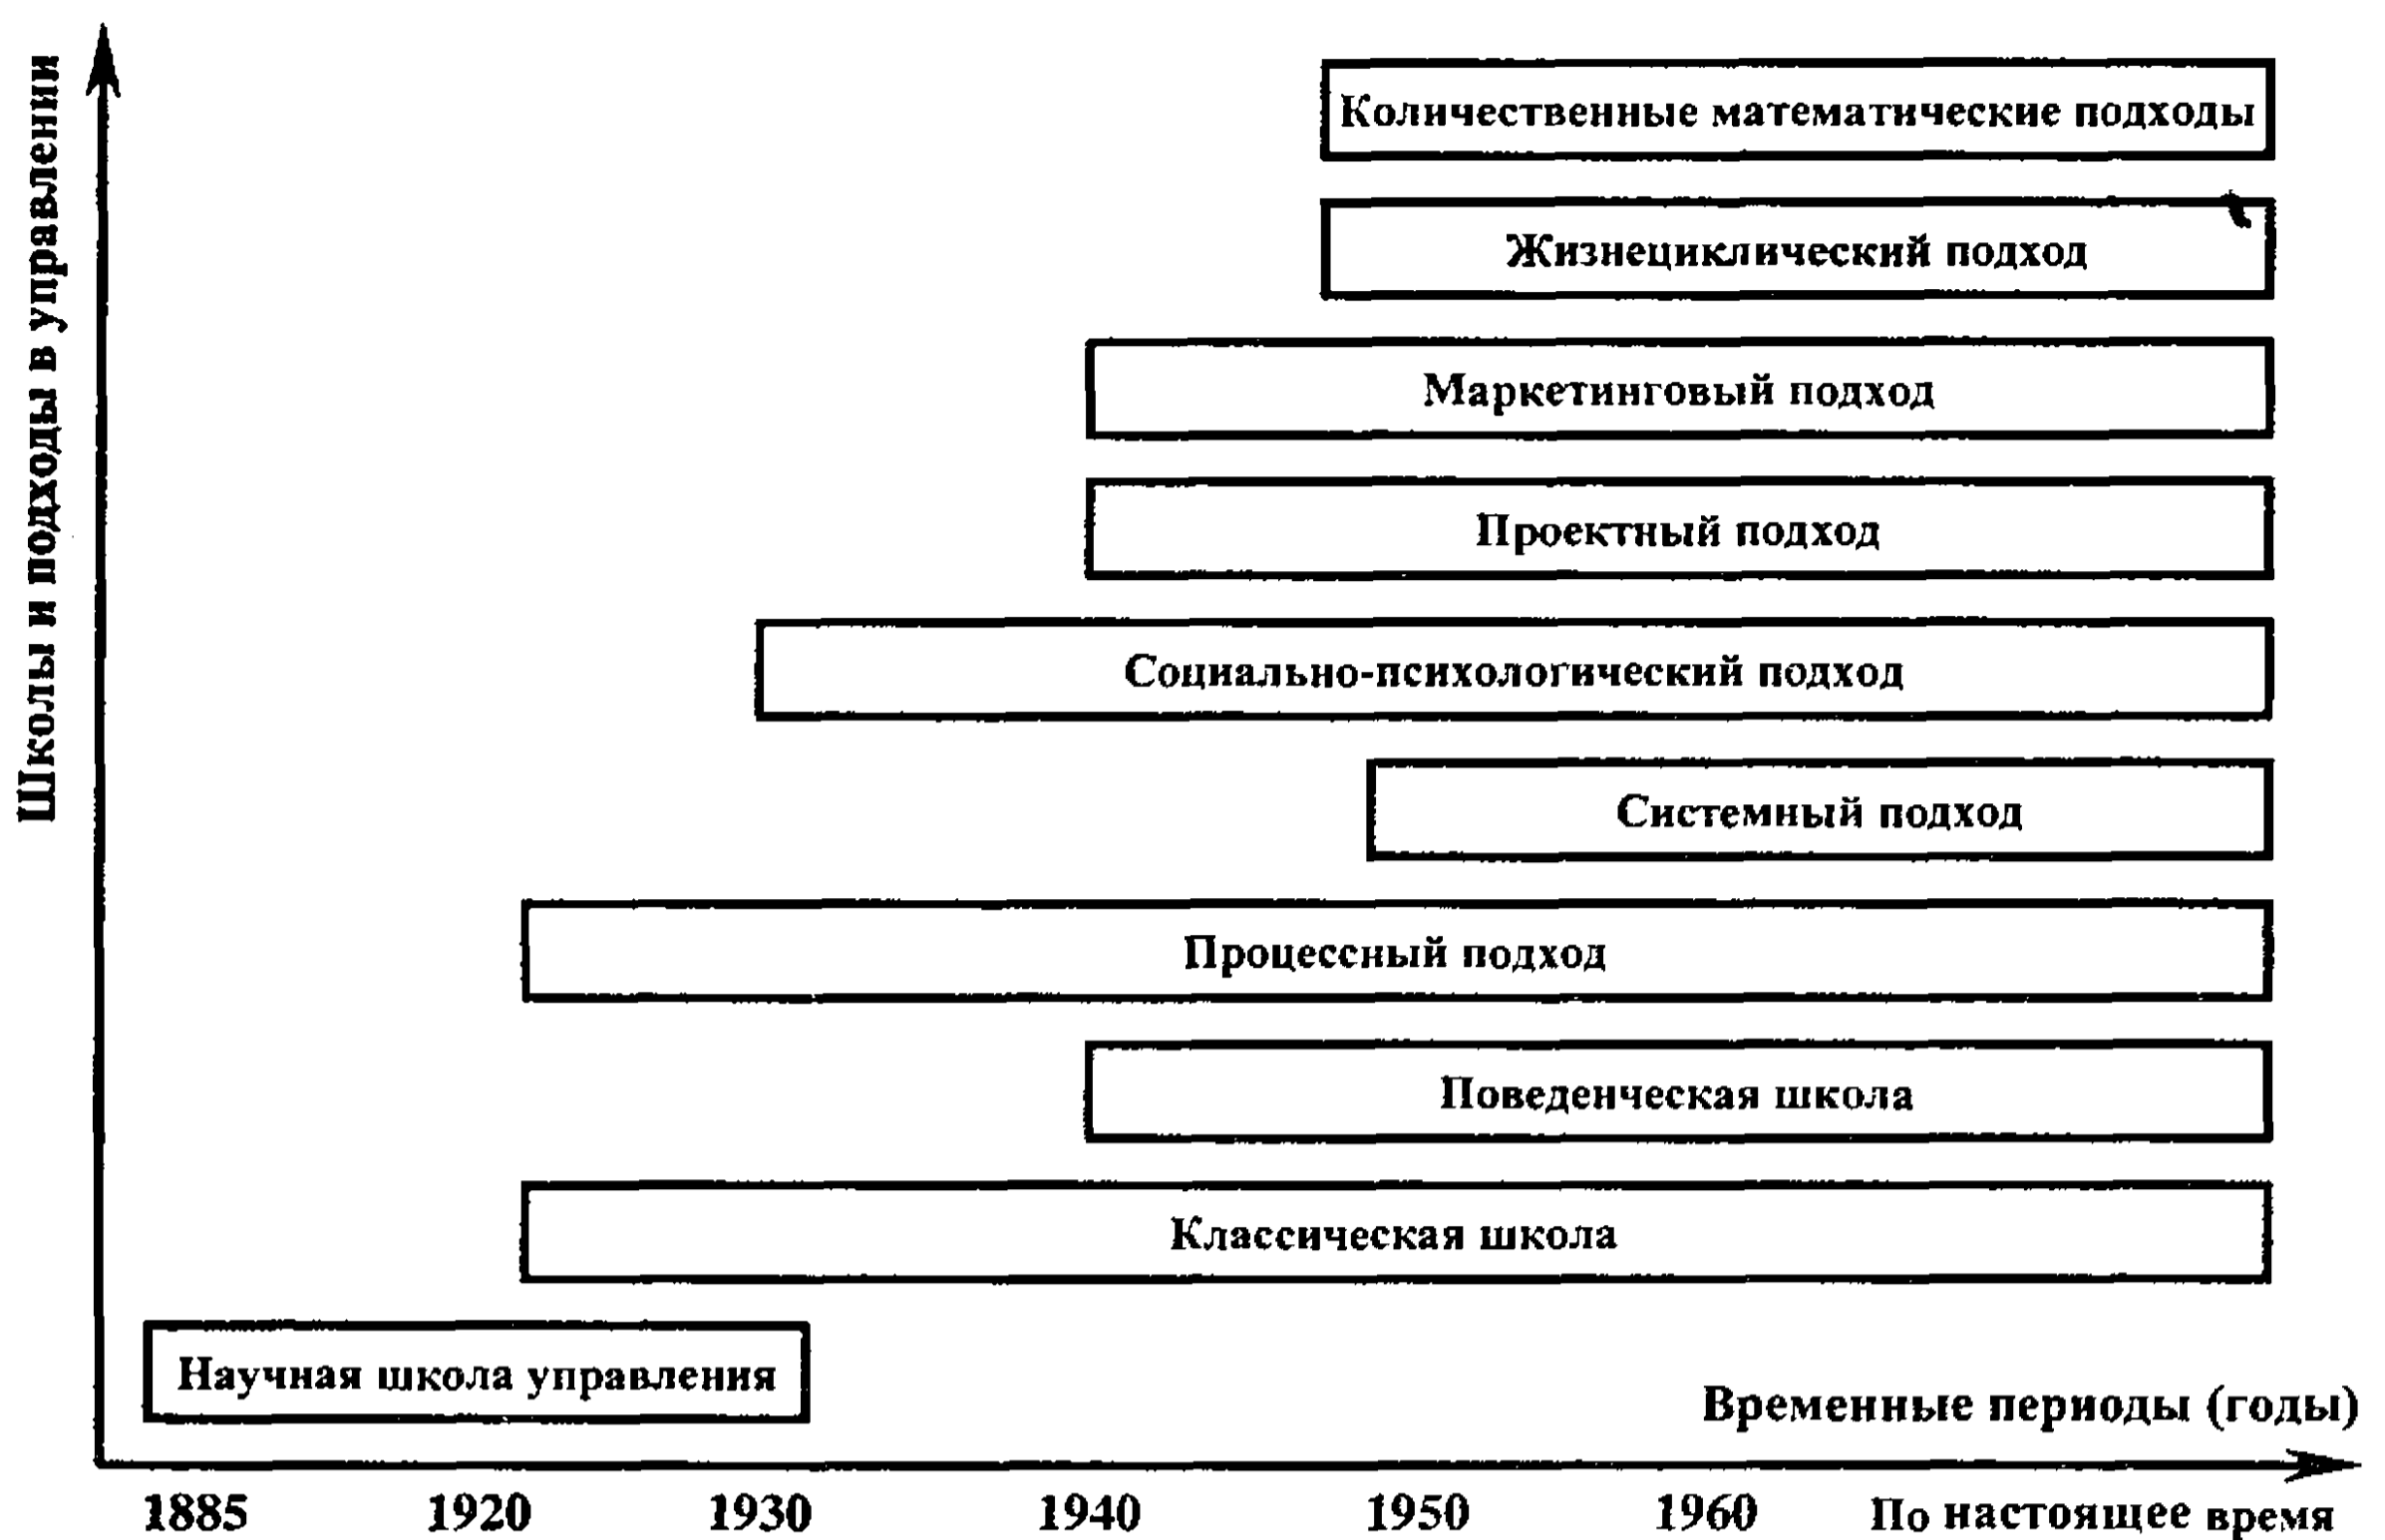 Школы и подходы в управлении
Количественные математические подходы
Жизнециклический подход
Маркетинговый подход
Проектный подход
Социально-психологический подход
Системный подход
Процессный подход
Поведенческая школа
Классическая школа
Научная школа управления
Временные периоды (годы)
1885 1920 1930 1940 1950 1960 По настоящее время